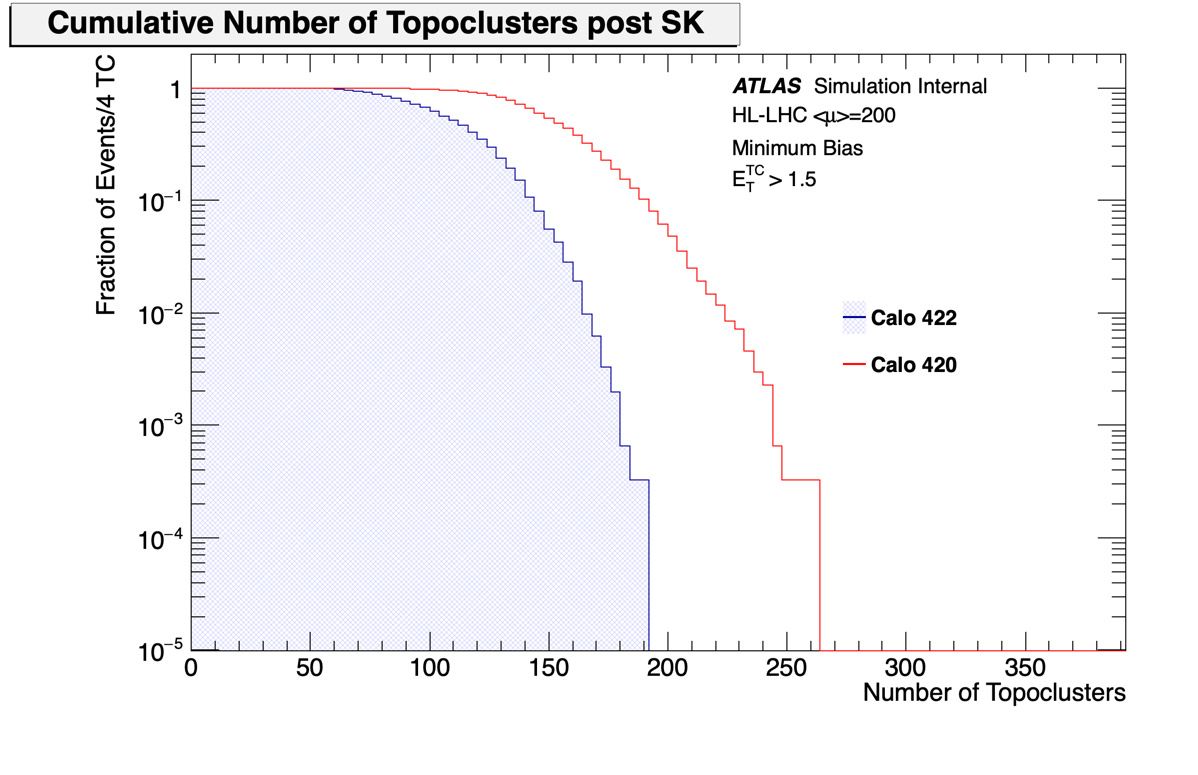 Cumulative Number of Topoclusters post SK
Fraction of Events/4 TC
1
10−1
10−2
10−3
10−4
10−5
ATLAS Simulation Internal
HL-LHC <μ>=200
Minimum Bias
E_T^TC > 1.5
Calo 422
Calo 420
0 50 100 150 200 250 300 350
Number of Topoclusters